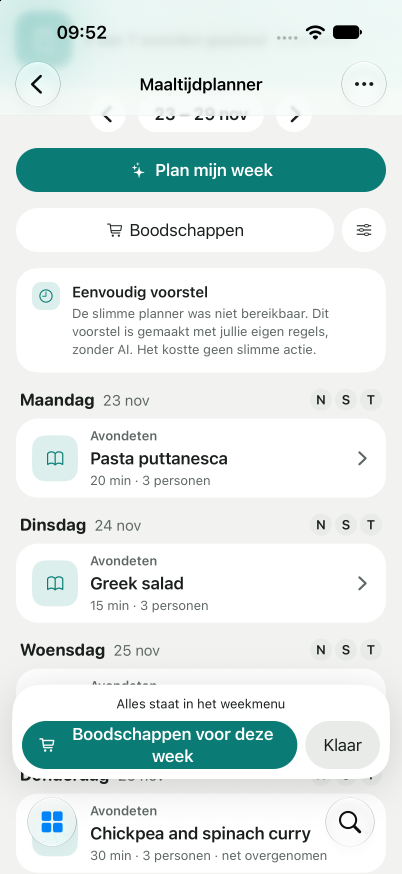 09:52
Maaltijdplanner
23 – 29 nov
Plan mijn week
Boodschappen
Eenvoudig voorstel
De slimme planner was niet bereikbaar. Dit
voorstel is gemaakt met jullie eigen regels,
zonder AI. Het kostte geen slimme actie.
Maandag 23 nov N S T
Avondeten
Pasta puttanesca
20 min · 3 personen
Dinsdag 24 nov N S T
Avondeten
Greek salad
15 min · 3 personen
Woensdag 25 nov N S T
Alles staat in het weekmenu
Boodschappen voor deze
week
Klaar
Avondeten
Chickpea and spinach curry
30 min · 3 personen · net overgenomen